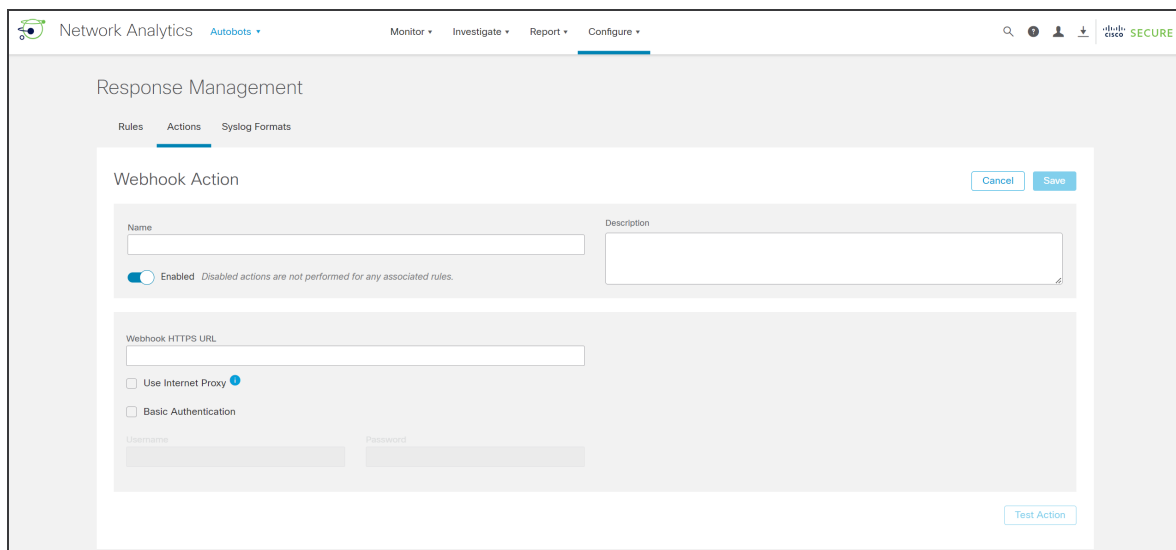 Network Analytics Autobots Monitor Investigate Report Configure CISCO SECURE
Response Management
Rules Actions Syslog Formats
Webhook Action Cancel Save
Name Description
Enabled Disabled actions are not performed for any associated rules.
Webhook HTTPS URL
Use Internet Proxy
Basic Authentication
Username Password
Test Action